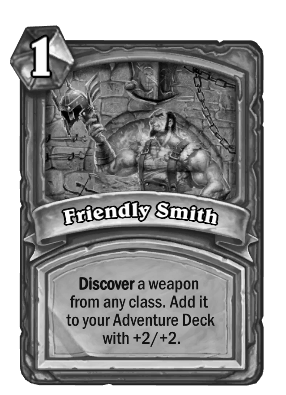 1
Friendly Smith
Discover a weapon
from any class. Add it
to your Adventure Deck
with +2/+2.